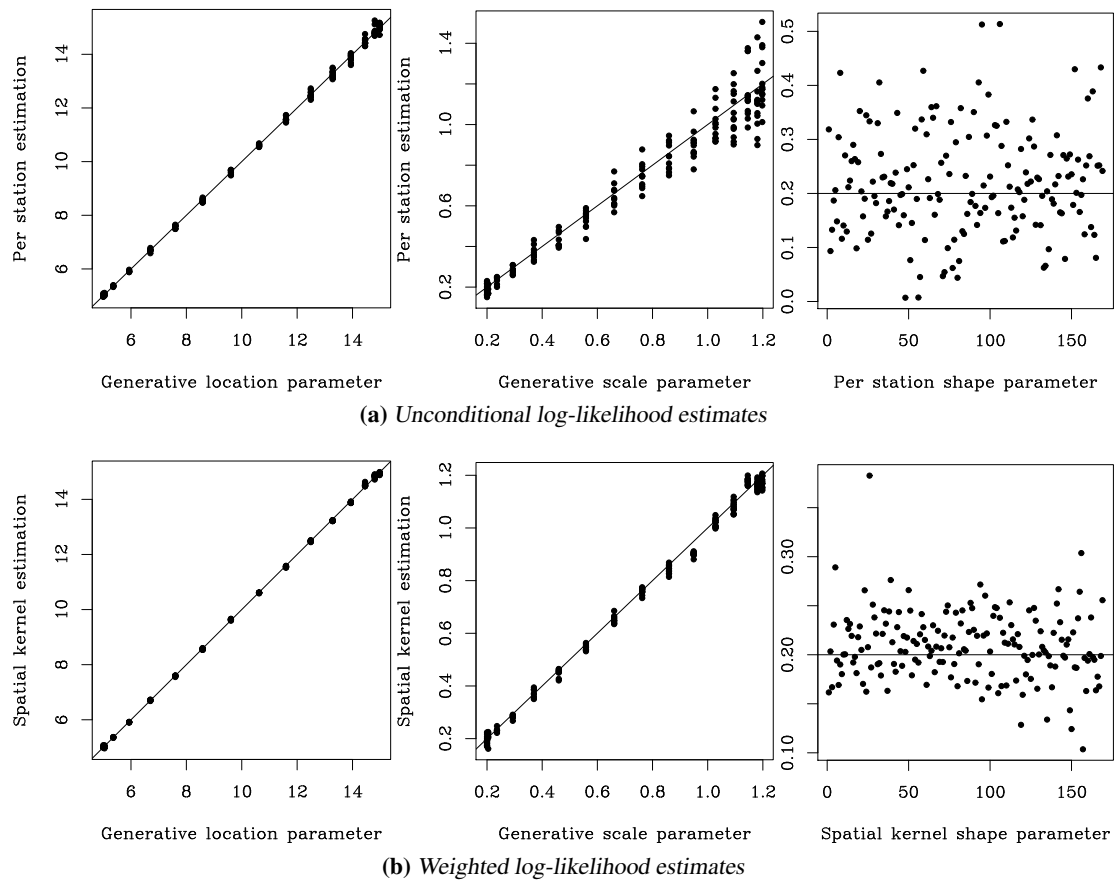 Per station estimation
14
12
10
8
6
6 8 10 12 14
Generative location parameter
Per station estimation
1.4
1.0
0.6
0.2
0.2 0.4 0.6 0.8 1.0 1.2
Generative scale parameter
0.5
0.4
0.3
0.2
0.1
0.0
0 50 100 150
Per station shape parameter
(a) Unconditional log-likelihood estimates
Spatial kernel estimation
14
12
10
8
6
6 8 10 12 14
Generative location parameter
Spatial kernel estimation
1.2
1.0
0.8
0.6
0.4
0.2
0.2 0.4 0.6 0.8 1.0 1.2
Generative scale parameter
0.30
0.20
0.10
0 50 100 150
Spatial kernel shape parameter
(b) Weighted log-likelihood estimates